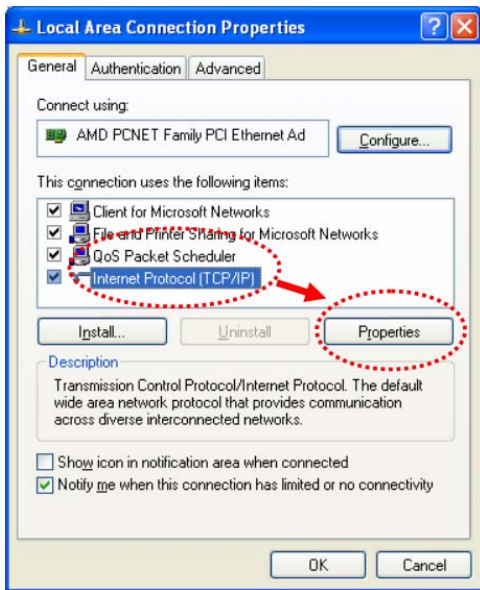 Local Area Connection Properties
General Authentication Advanced
Connect using:
AMD PCNET Family PCI Ethernet Ad
Configure...
This connection uses the following items:
Client for Microsoft Networks
File and Printer Sharing for Microsoft Networks
QoS Packet Scheduler
Internet Protocol (TCP/IP)
Install... Uninstall Properties
Description
Transmission Control Protocol/Internet Protocol. The default
wide area network protocol that provides communication
across diverse interconnected networks.
Show icon in notification area when connected
Notify me when this connection has limited or no connectivity
OK Cancel